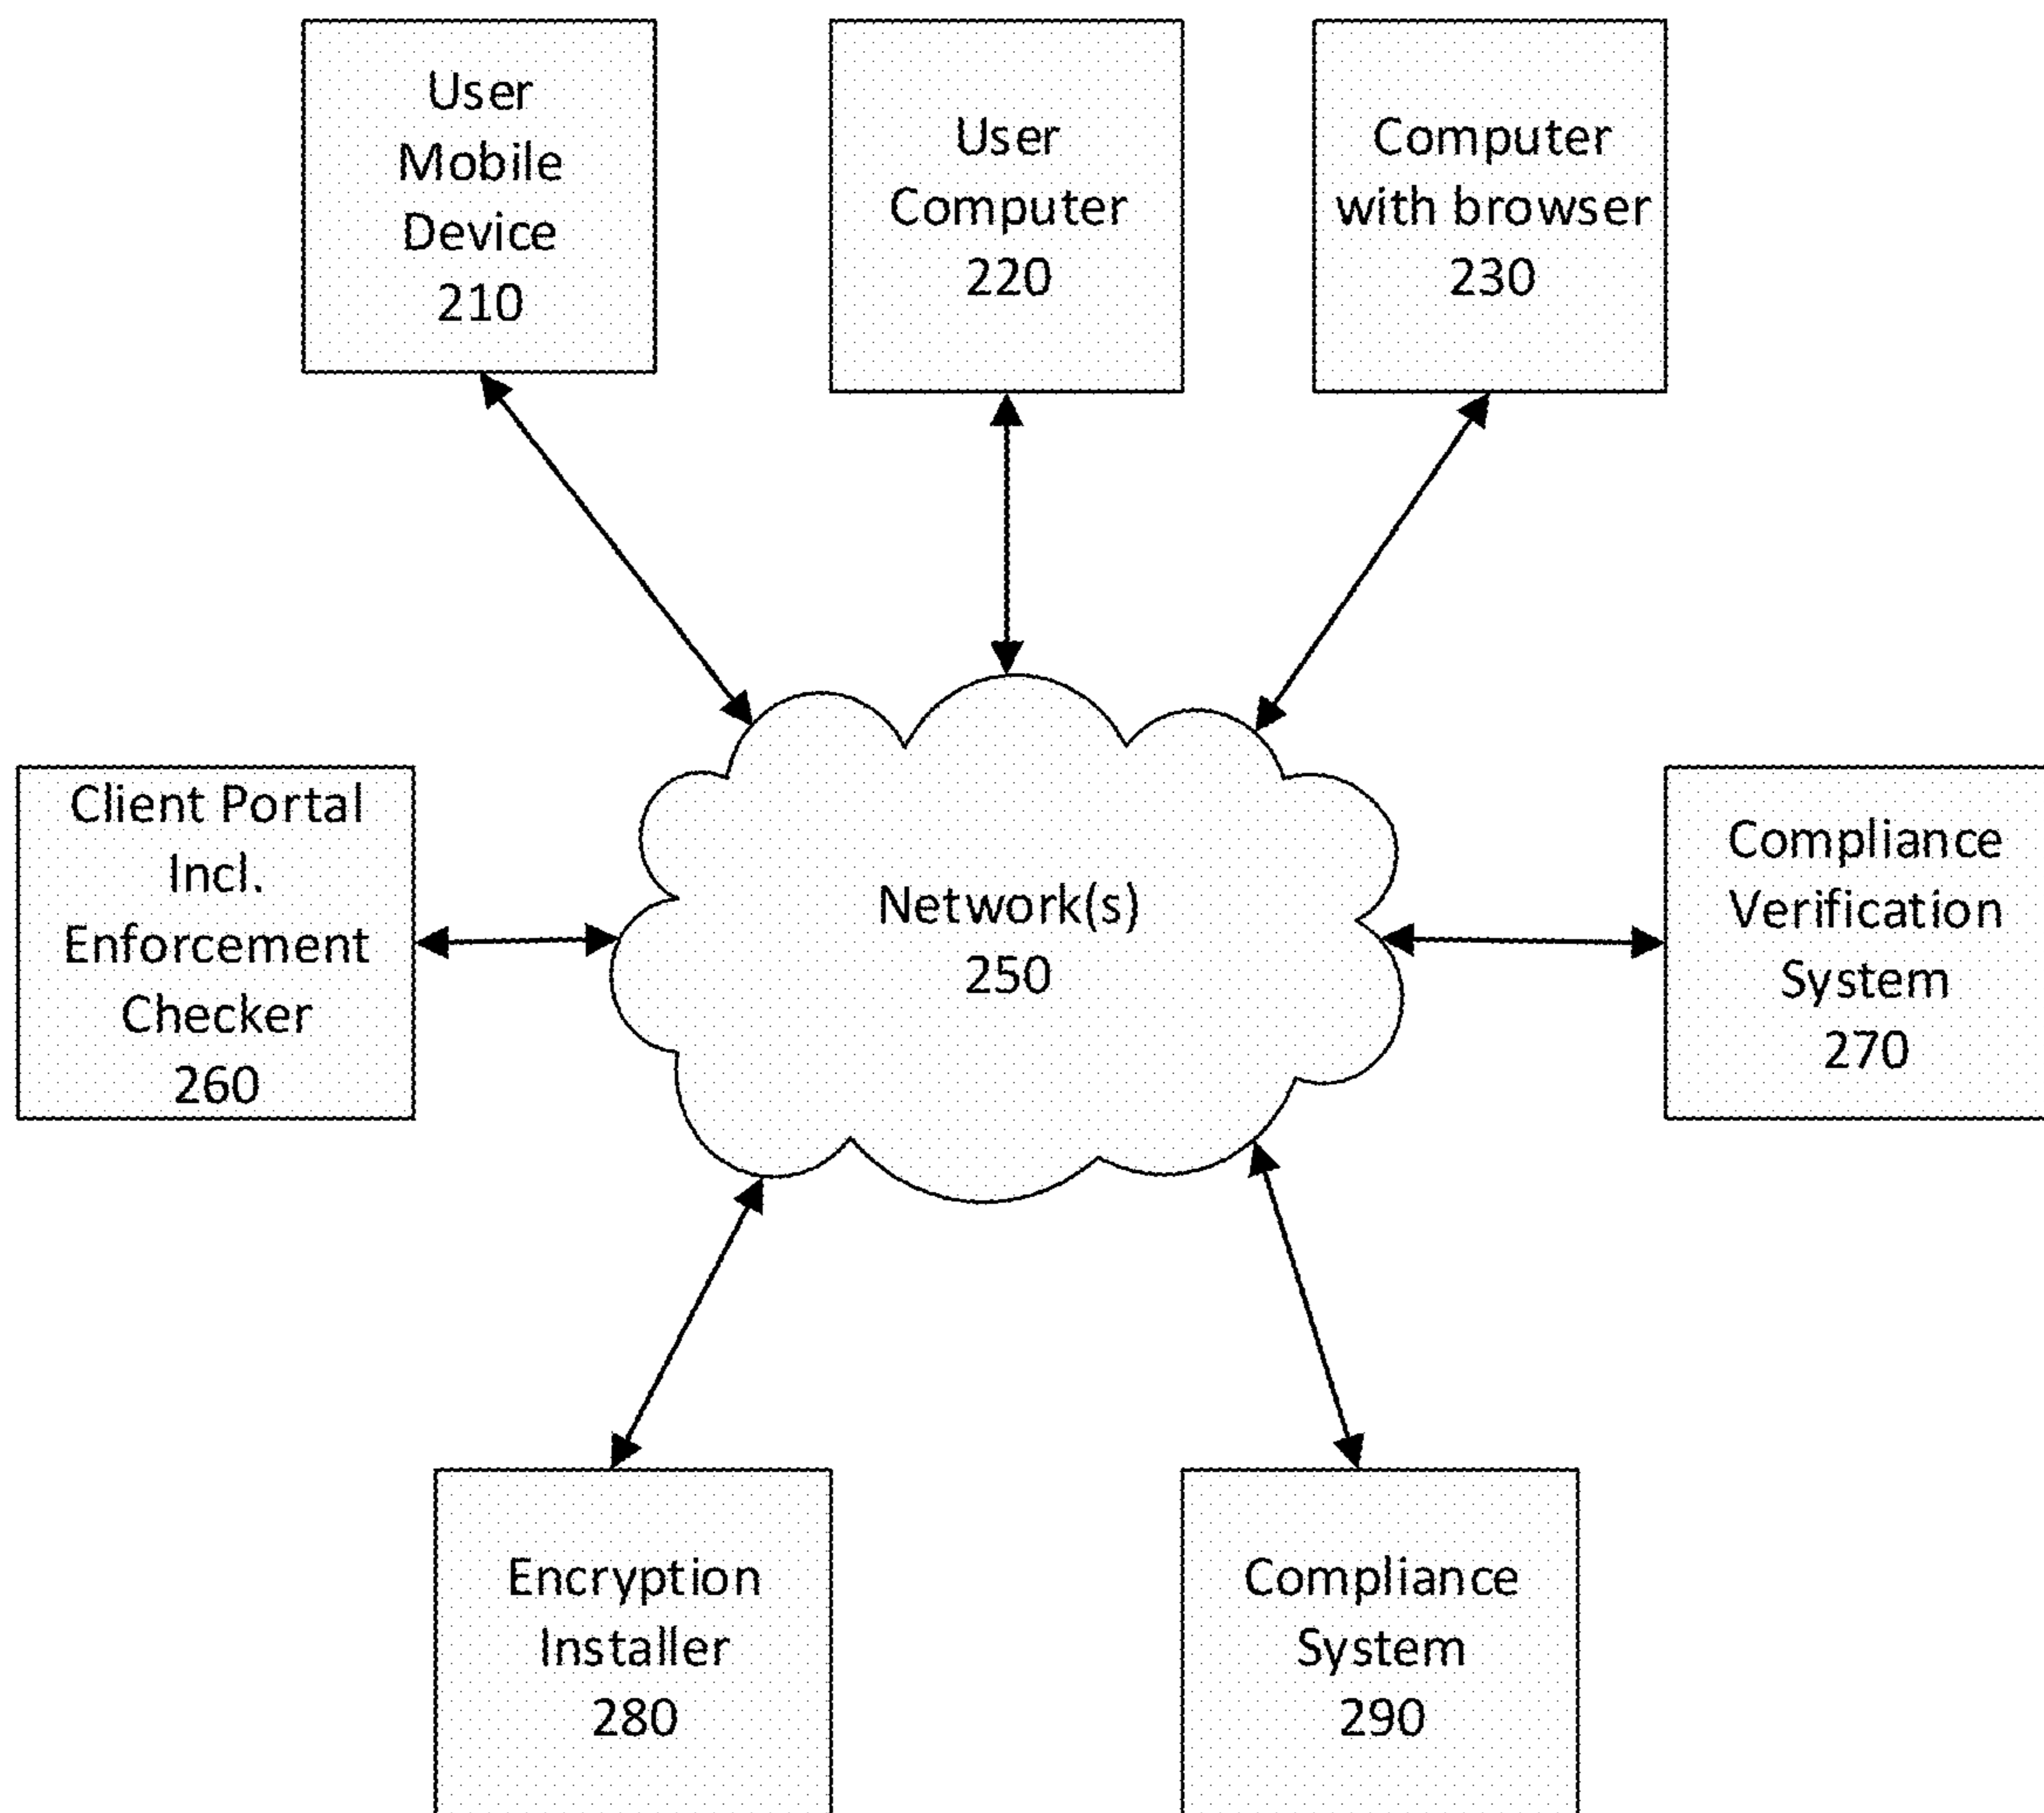 User
Mobile
Device
210
User
Computer
220
Computer
with browser
230
Client Portal
Incl.
Enforcement
Checker
260
Network(s)
250
Compliance
Verification
System
270
Encryption
Installer
280
Compliance
System
290